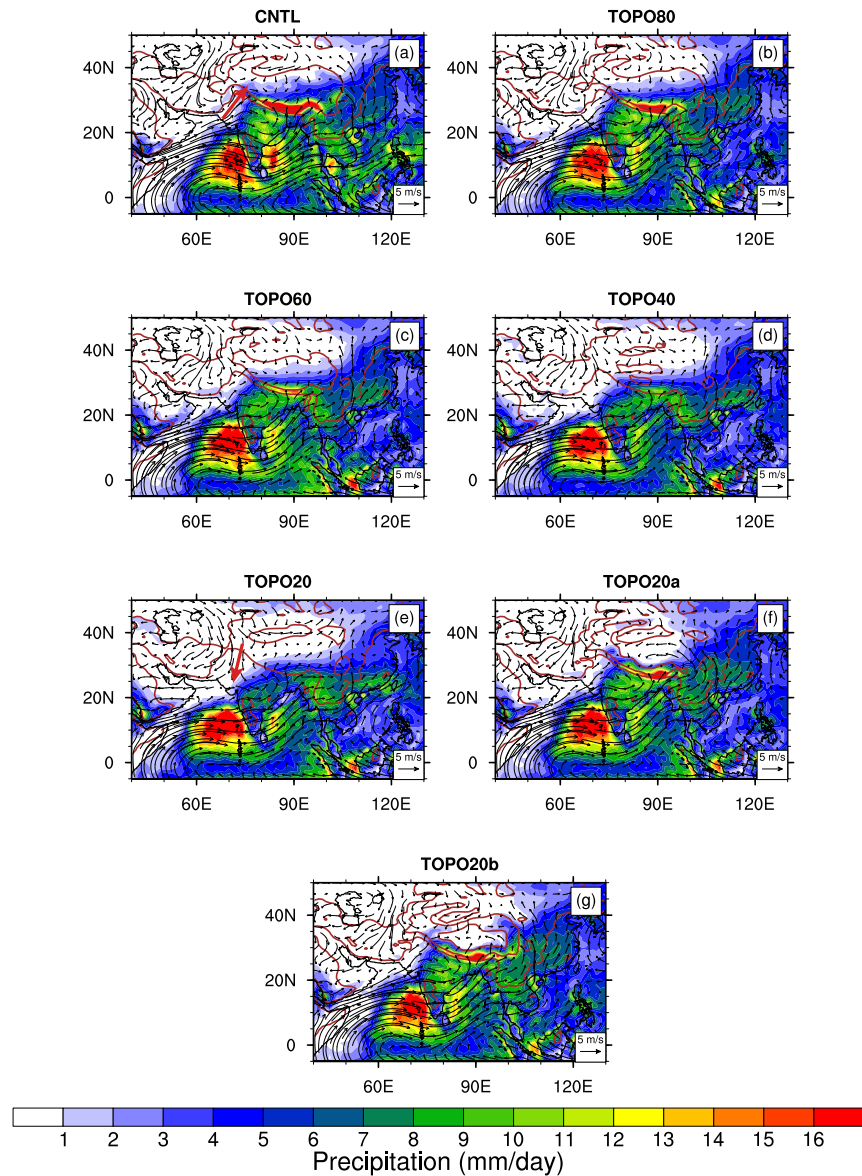 CNTL
TOPO80
(a)
(b)
40N
20N
0
5 m/s
60E 90E 120E
40N
20N
0
5 m/s
60E 90E 120E
TOPO60
TOPO40
(c)
(d)
40N
20N
0
5 m/s
60E 90E 120E
40N
20N
0
5 m/s
60E 90E 120E
TOPO20
TOPO20a
(e)
(f)
40N
20N
0
5 m/s
60E 90E 120E
40N
20N
0
5 m/s
60E 90E 120E
TOPO20b
(g)
40N
20N
0
5 m/s
60E 90E 120E
1 2 3 4 5 6 7 8 9 10 11 12 13 14 15 16
Precipitation (mm/day)